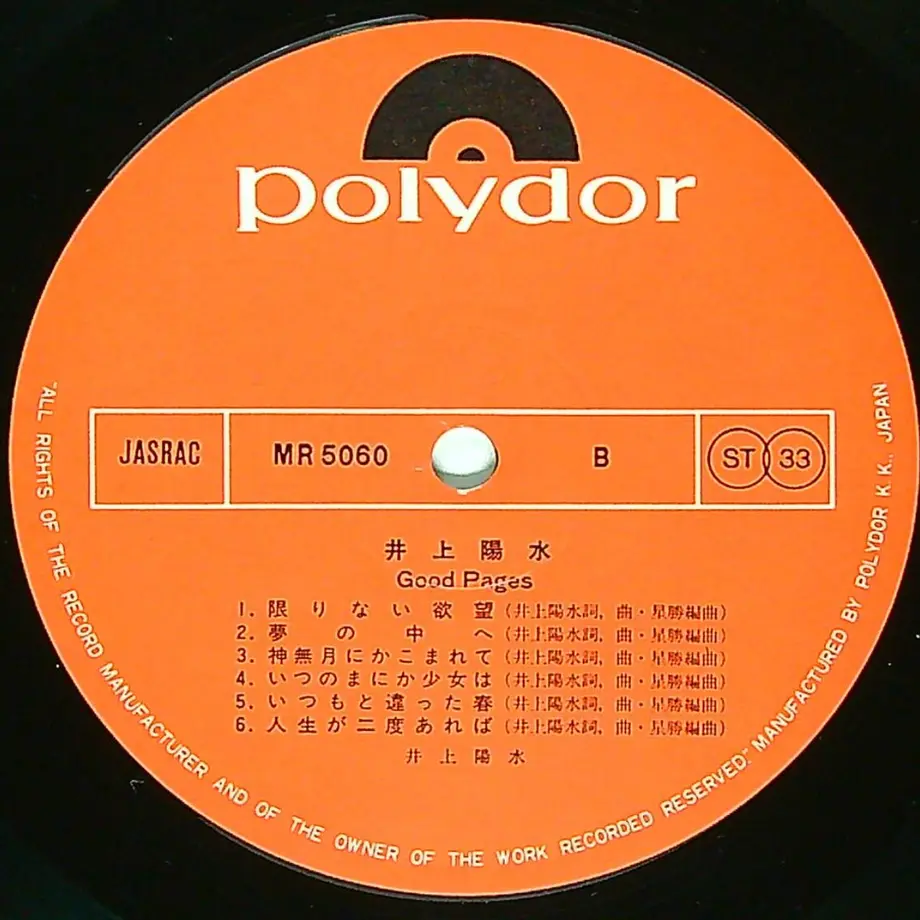 polydor
JASRAC
MR 5060
B
ST 33
井上陽水
Good Pages
1. 限りない欲望(井上陽水詞, 曲・星勝編曲)
2. 夢の中へ(井上陽水詞, 曲・星勝編曲)
3. 神無月にかこまれて(井上陽水詞, 曲・星勝編曲)
4. いつのまにか少女は(井上陽水詞, 曲・星勝編曲)
5. いつもと違った春(井上陽水詞, 曲・星勝編曲)
6. 人生が二度あれば(井上陽水詞, 曲・星勝編曲)
井上陽水
"ALL RIGHTS OF THE RECORD MANUFACTURER AND OF THE OWNER OF THE WORK RECORDED RESERVED." MANUFACTURED BY POLYDOR K.K., JAPAN